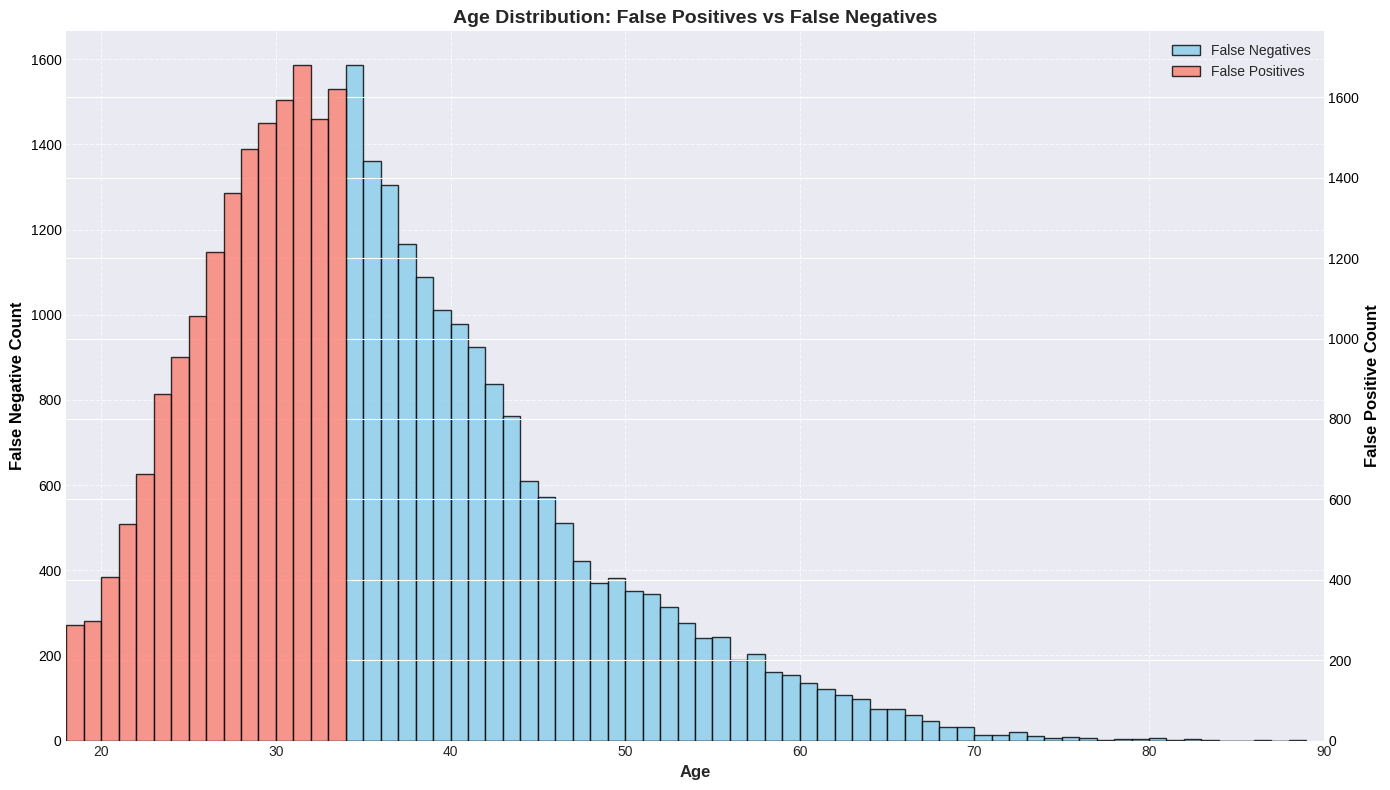 Age Distribution: False Positives vs False Negatives
False Negatives
False Positives
False Negative Count
1600
1400
1200
1000
800
600
400
200
0
1600
1400
1200
1000
800
600
400
200
0
False Positive Count
20 30 40 50 60 70 80 90
Age